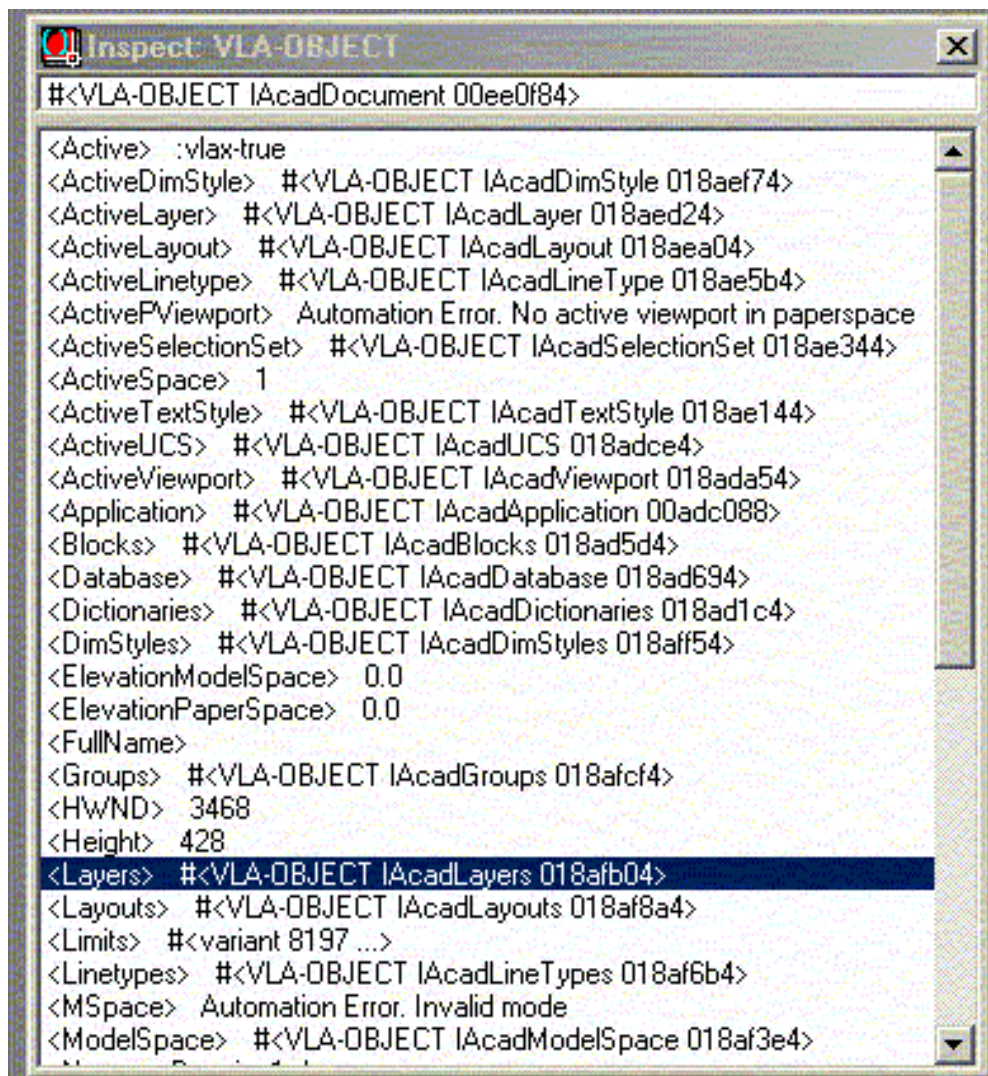 Inspect: VLA-OBJECT
#<VLA-OBJECT IAcadDocument 00ee0f84>
<Active> :vlax-true
<ActiveDimStyle> #<VLA-OBJECT IAcadDimStyle 018aef74>
<ActiveLayer> #<VLA-OBJECT IAcadLayer 018aed24>
<ActiveLayout> #<VLA-OBJECT IAcadLayout 018aea04>
<ActiveLinetype> #<VLA-OBJECT IAcadLineType 018ae5b4>
<ActivePViewport> Automation Error. No active viewport in paperspace
<ActiveSelectionSet> #<VLA-OBJECT IAcadSelectionSet 018ae344>
<ActiveSpace> 1
<ActiveTextStyle> #<VLA-OBJECT IAcadTextStyle 018ae144>
<ActiveUCS> #<VLA-OBJECT IAcadUCS 018adce4>
<ActiveViewport> #<VLA-OBJECT IAcadViewport 018ada54>
<Application> #<VLA-OBJECT IAcadApplication 00adc088>
<Blocks> #<VLA-OBJECT IAcadBlocks 018ad5d4>
<Database> #<VLA-OBJECT IAcadDatabase 018ad694>
<Dictionaries> #<VLA-OBJECT IAcadDictionaries 018ad1c4>
<DimStyles> #<VLA-OBJECT IAcadDimStyles 018aff54>
<ElevationModelSpace> 0.0
<ElevationPaperSpace> 0.0
<FullName>
<Groups> #<VLA-OBJECT IAcadGroups 018afcf4>
<HWND> 3468
<Height> 428
<Layers> #<VLA-OBJECT IAcadLayers 018afb04>
<Layouts> #<VLA-OBJECT IAcadLayouts 018af8a4>
<Limits> #<variant 8197 ...>
<Linetypes> #<VLA-OBJECT IAcadLineTypes 018af6b4>
<MSpace> Automation Error. Invalid mode
<ModelSpace> #<VLA-OBJECT IAcadModelSpace 018af3e4>